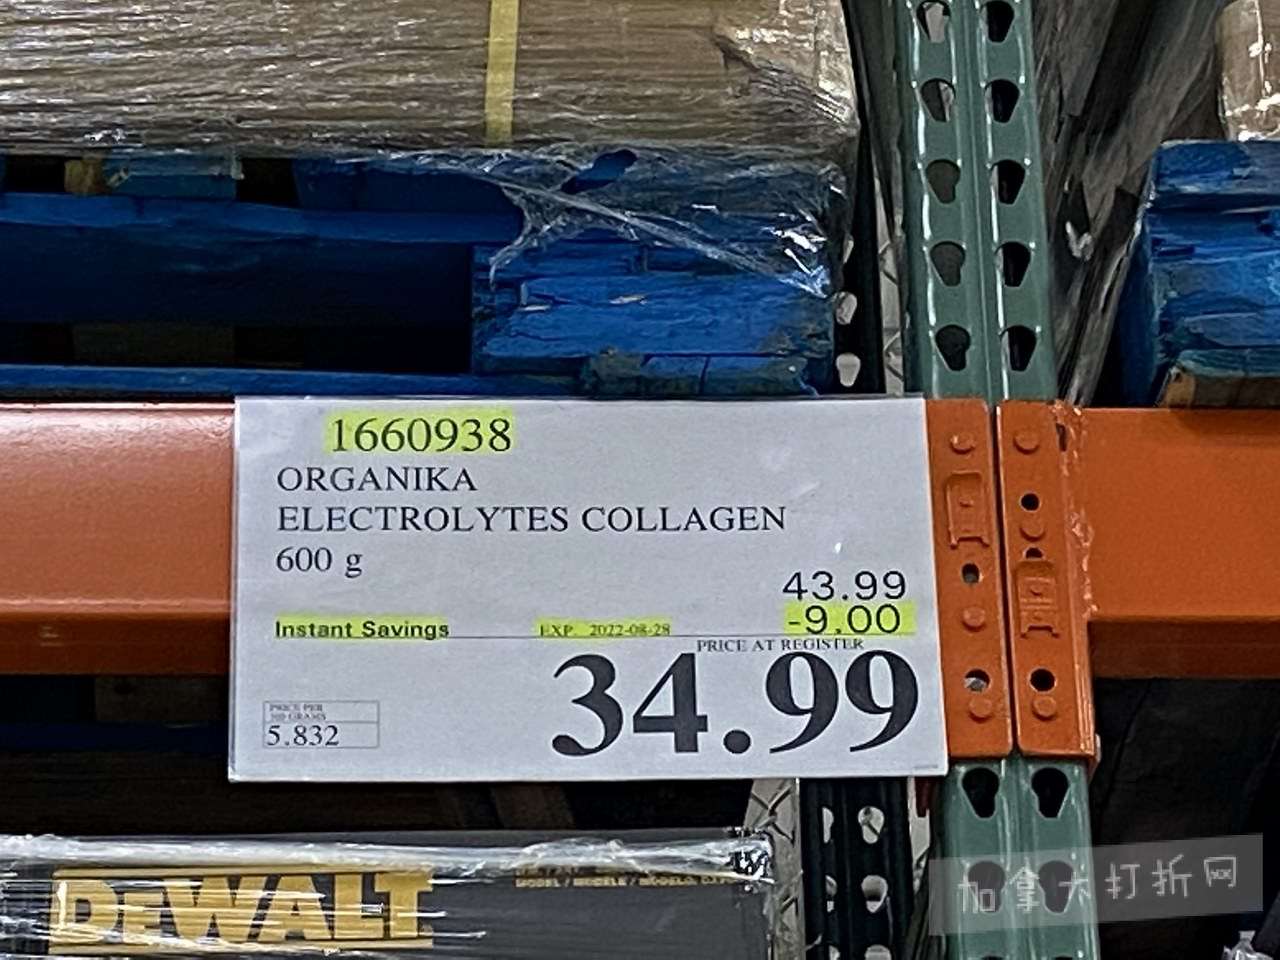 1660938
ORGANIKA
ELECTROLYTES COLLAGEN
600 g
43.99
Instant Savings EXP. 2022-08-28 -9.00
PRICE AT REGISTER
34.99
PRICE PER
100 GRAMS
5.832
DEWALT
加拿大打折网